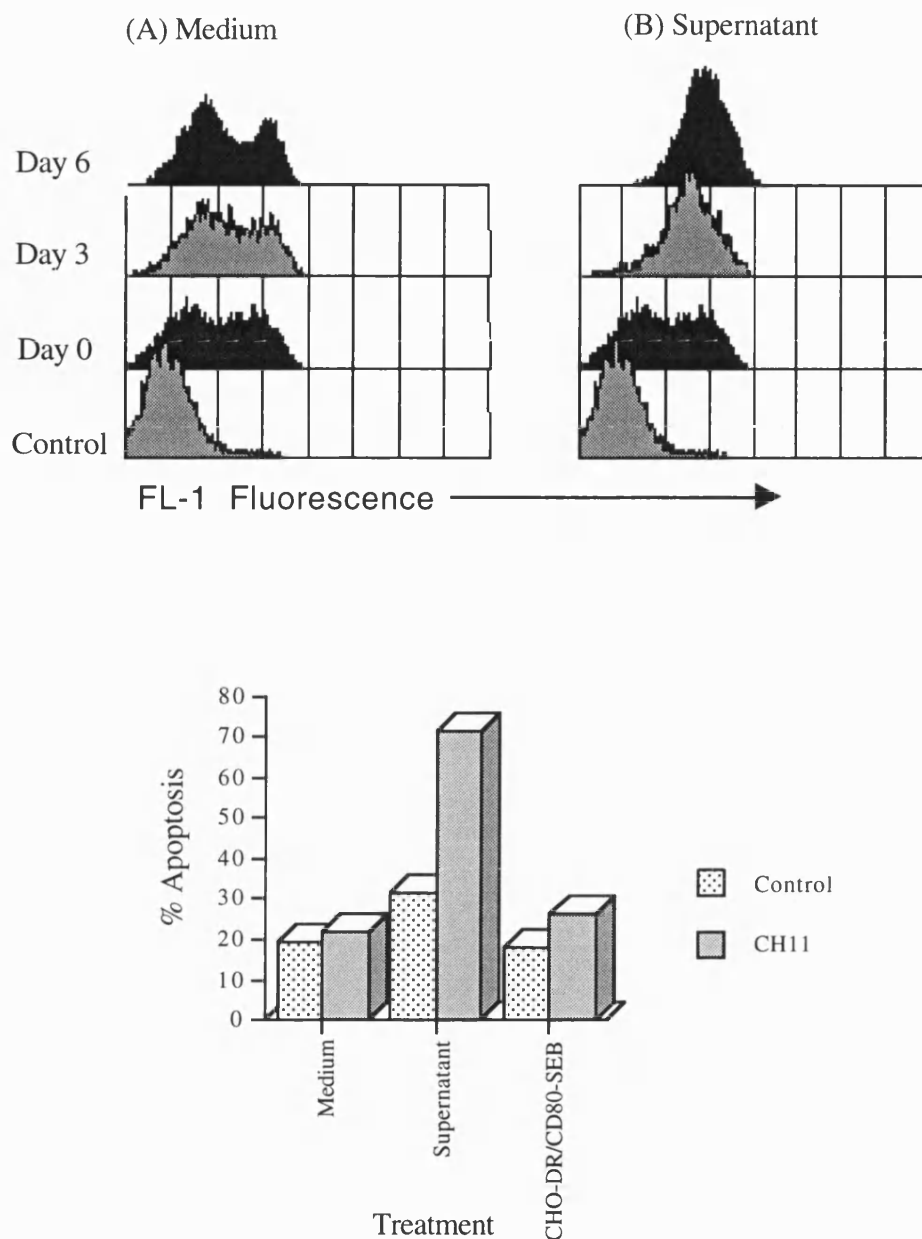 (A) Medium
(B) Supernatant
Day 6
Day 3
Day 0
Control
FL-1 Fluorescence
80
70
60
50
40
30
20
10
0
% Apoptosis
Medium
Supernatant
CHO-DR/CD80-SEB
Treatment
Control
CH11